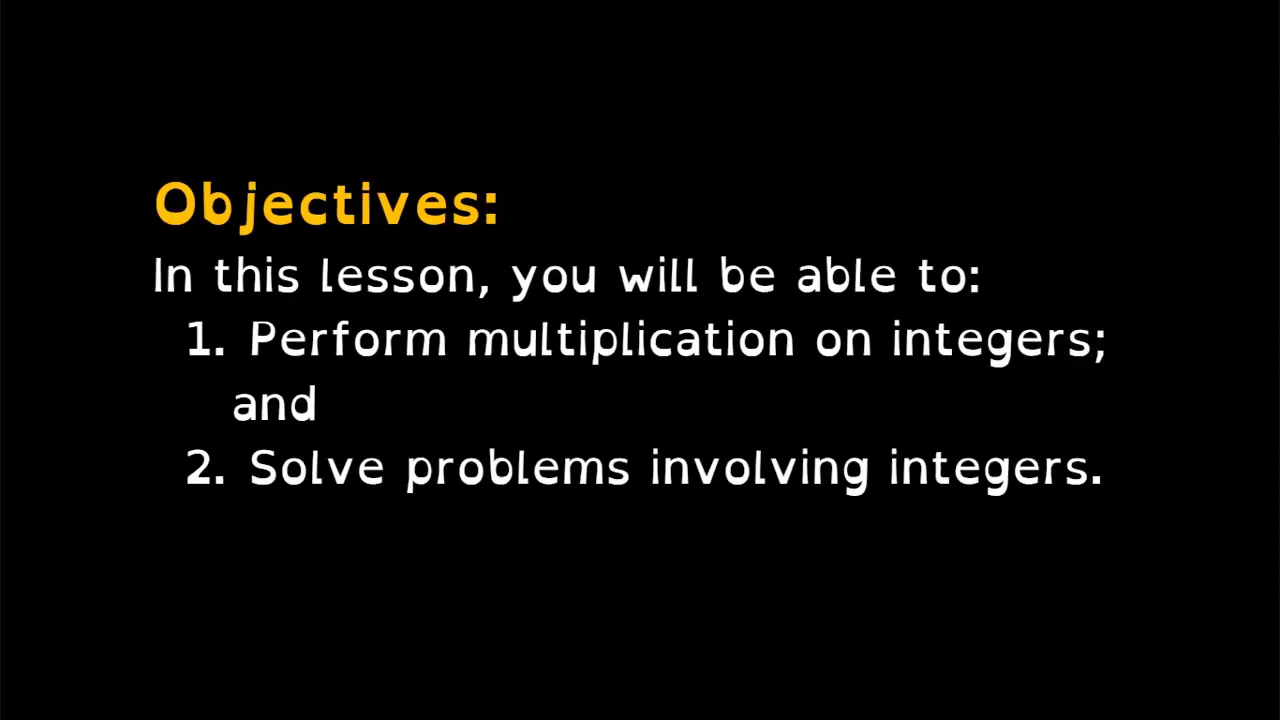 Objectives:
In this lesson, you will be able to:
1. Perform multiplication on integers;
and
2. Solve problems involving integers.